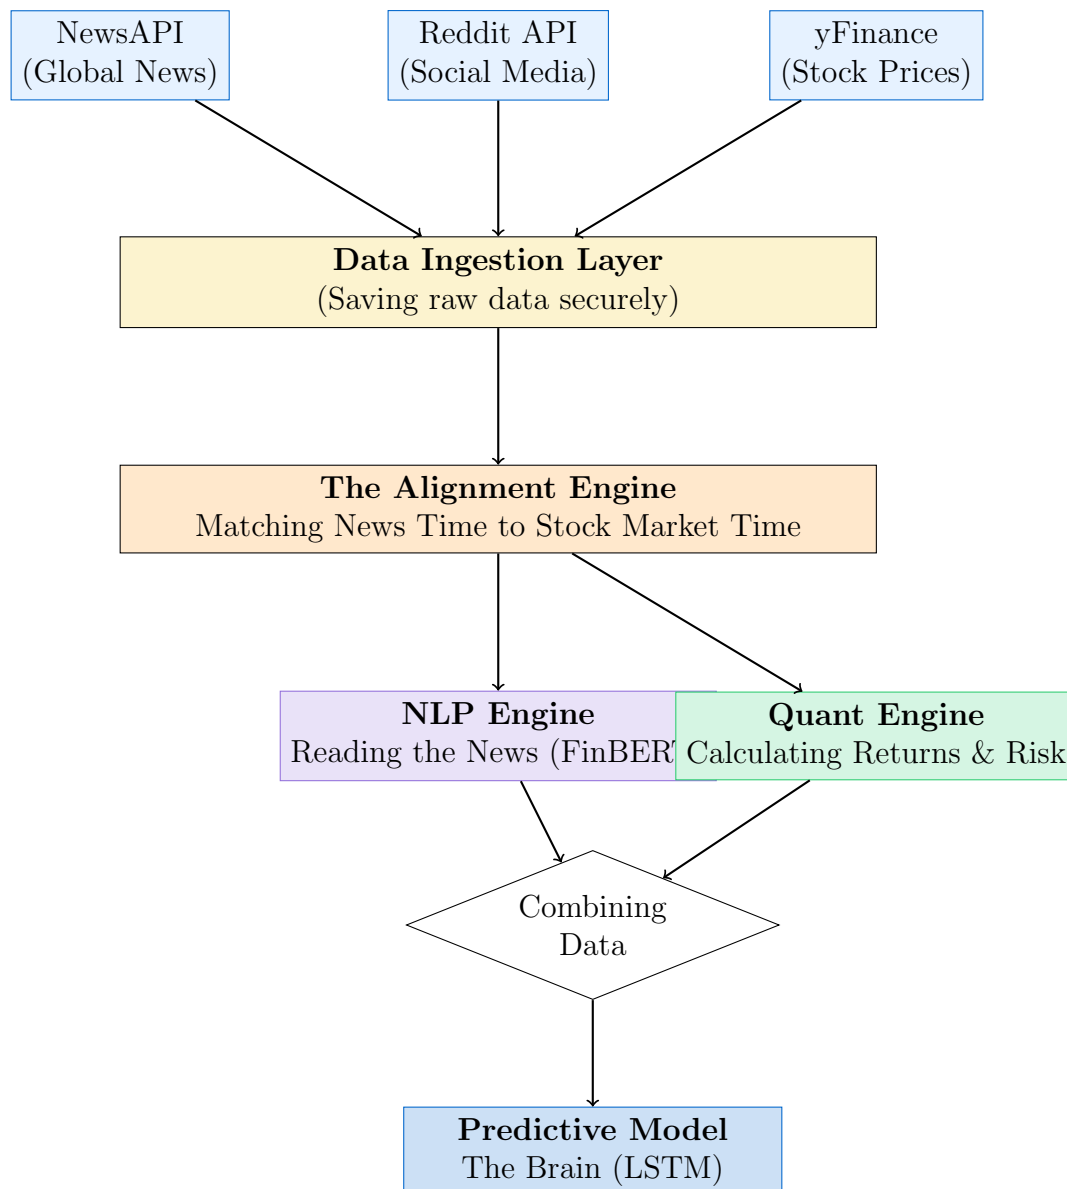 NewsAPI
(Global News)
Reddit API
(Social Media)
yFinance
(Stock Prices)
Data Ingestion Layer
(Saving raw data securely)
The Alignment Engine
Matching News Time to Stock Market Time
NLP Engine
Reading the News (FinBERT
Quant Engine
Calculating Returns & Risk
Combining
Data
Predictive Model
The Brain (LSTM)